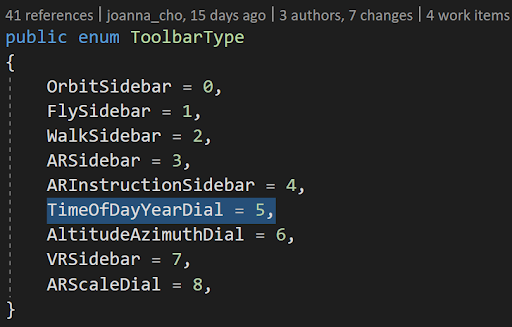 41 references | joanna_cho, 15 days ago | 3 authors, 7 changes | 4 work items
public enum ToolbarType
{
    OrbitSidebar = 0,
    FlySidebar = 1,
    WalkSidebar = 2,
    ARSidebar = 3,
    ARInstructionSidebar = 4,
    TimeOfDayYearDial = 5,
    AltitudeAzimuthDial = 6,
    VRSidebar = 7,
    ARScaleDial = 8,
}